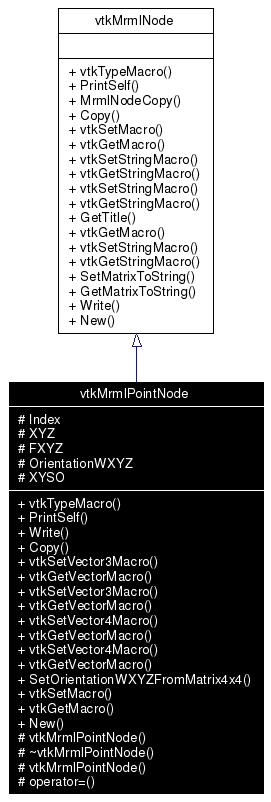 vtkMrmlNode
+ vtkTypeMacro()
+ PrintSelf()
+ MrmlNodeCopy()
+ Copy()
+ vtkSetMacro()
+ vtkGetMacro()
+ vtkSetStringMacro()
+ vtkGetStringMacro()
+ vtkSetStringMacro()
+ vtkGetStringMacro()
+ GetTitle()
+ vtkGetMacro()
+ vtkSetStringMacro()
+ vtkGetStringMacro()
+ SetMatrixToString()
+ GetMatrixToString()
+ Write()
+ New()
vtkMrmlPointNode
# Index
# XYZ
# FXYZ
# OrientationWXYZ
# XYSO
+ vtkTypeMacro()
+ PrintSelf()
+ Write()
+ Copy()
+ vtkSetVector3Macro()
+ vtkGetVectorMacro()
+ vtkSetVector3Macro()
+ vtkGetVectorMacro()
+ vtkSetVector4Macro()
+ vtkGetVectorMacro()
+ vtkSetVector4Macro()
+ vtkGetVectorMacro()
+ SetOrientationWXYZFromMatrix4x4()
+ vtkSetMacro()
+ vtkGetMacro()
+ New()
# vtkMrmlPointNode()
# ~vtkMrmlPointNode()
# vtkMrmlPointNode()
# operator=()